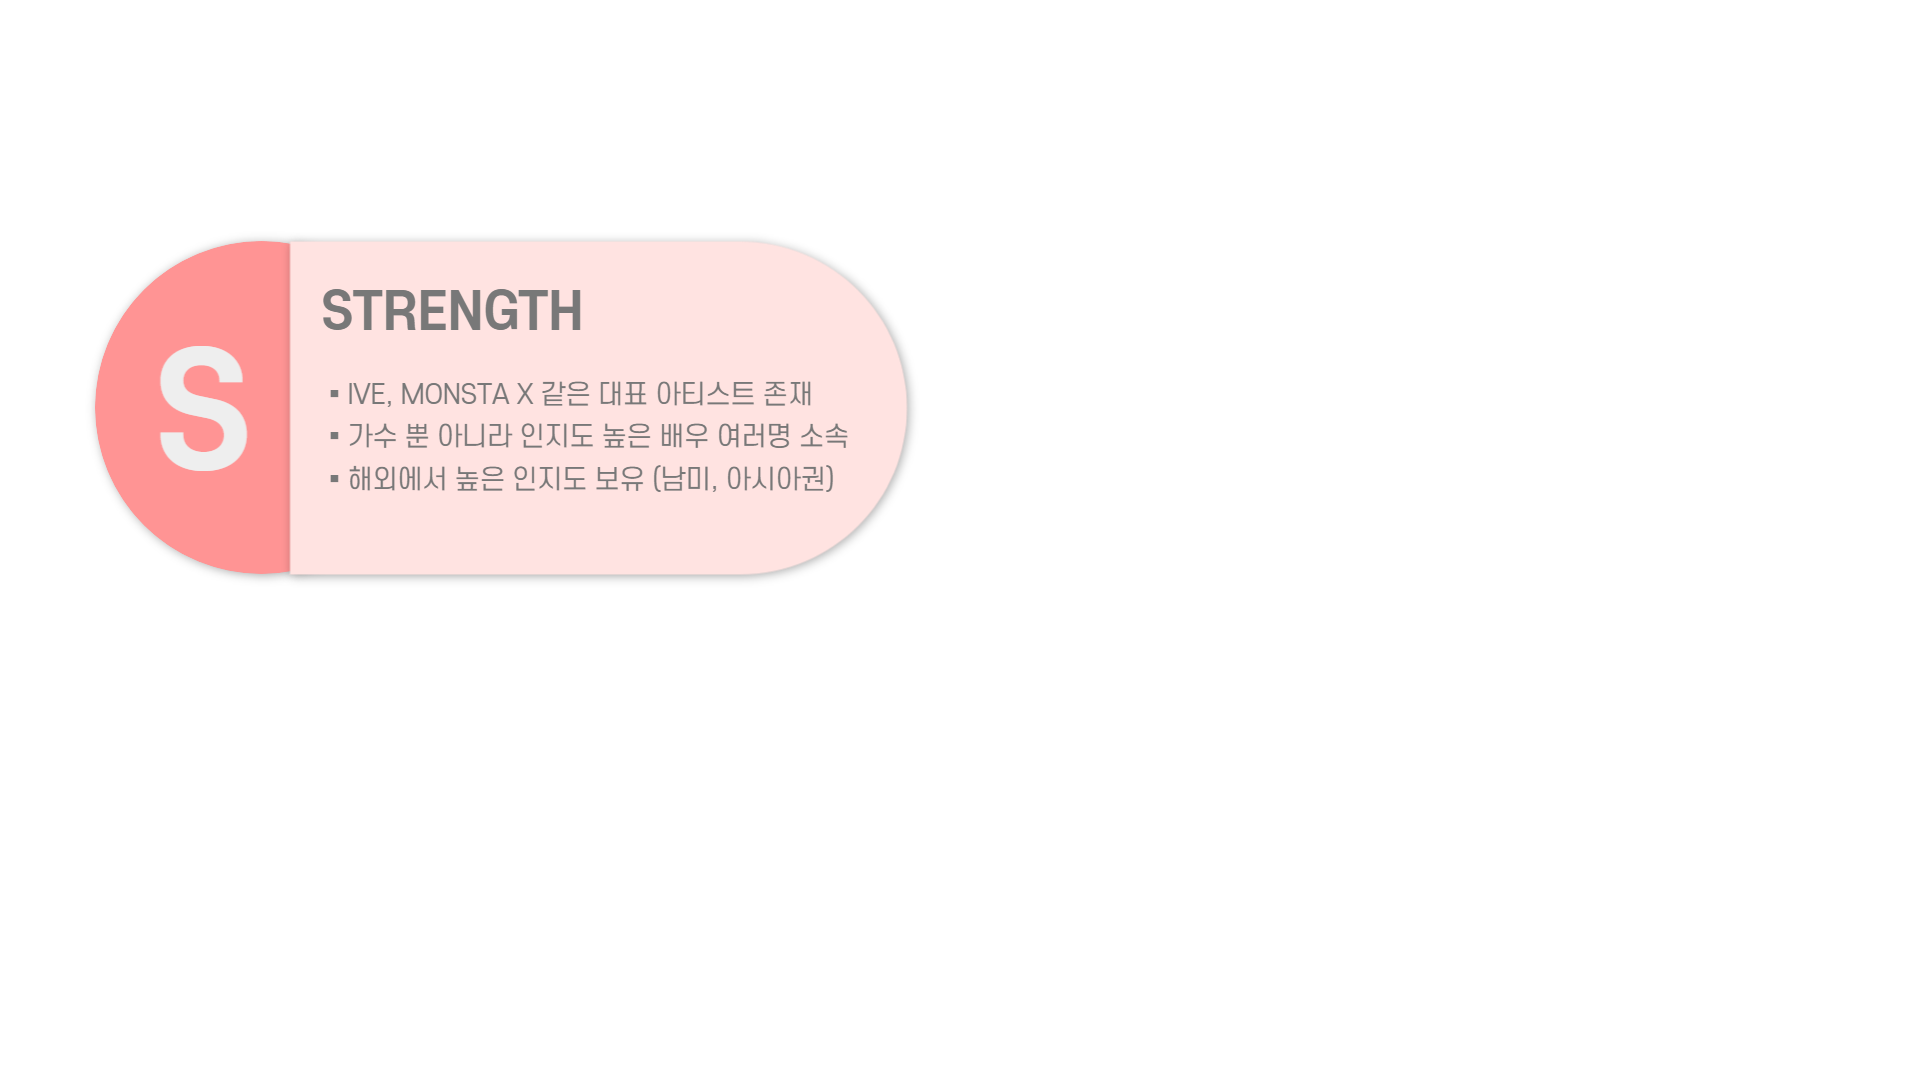 S
STRENGTH
▪ IVE, MONSTA X 같은 대표 아티스트 존재
▪ 가수 뿐 아니라 인지도 높은 배우 여러명 소속
▪ 해외에서 높은 인지도 보유 (남미, 아시아권)